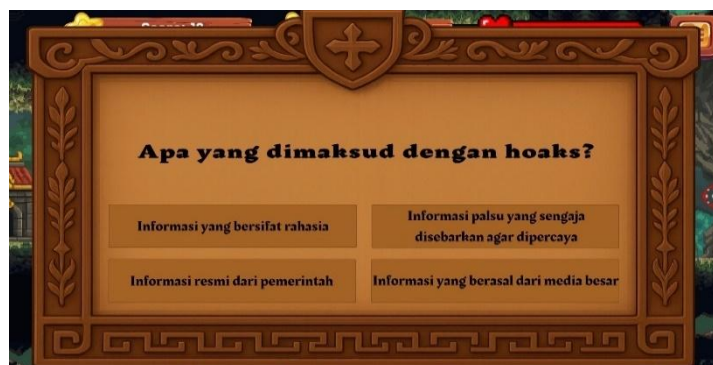 Apa yang dimaksud dengan hoaks?
Informasi yang bersifat rahasia
Informasi palsu yang sengaja
disebarkan agar dipercaya
Informasi resmi dari pemerintah
Informasi yang berasal dari media besar